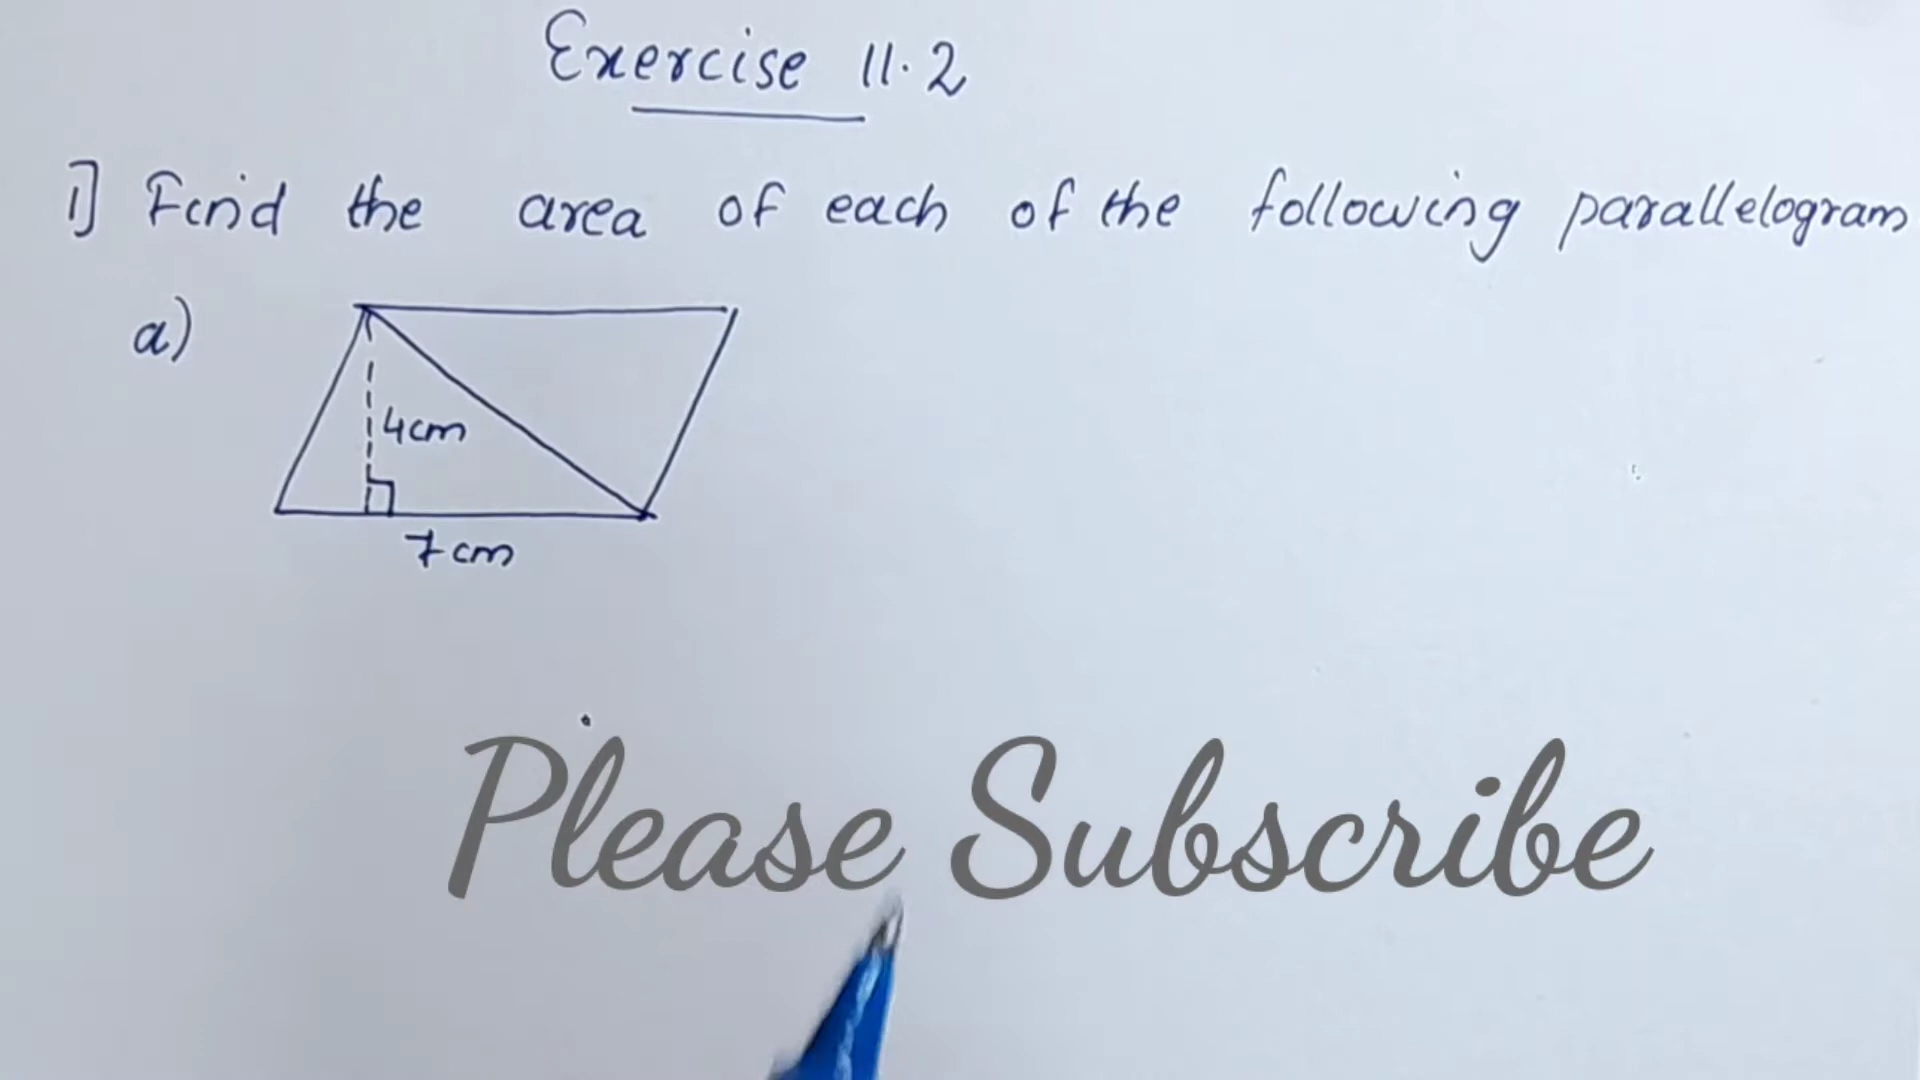 Exercise 11.2
1] Find the area of each of the following parallelogram
a)
4cm
7cm
Please Subscribe